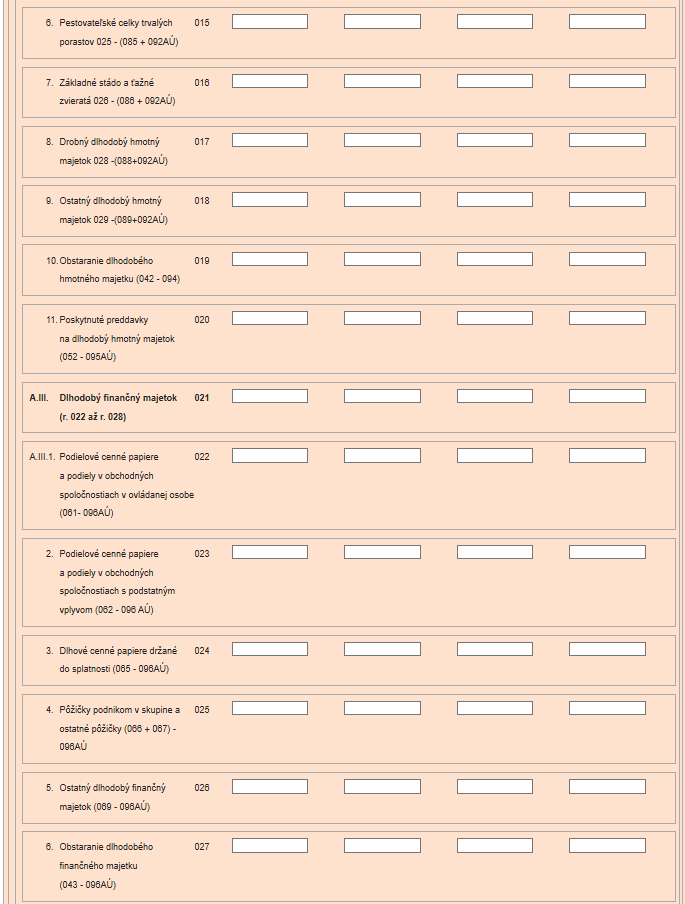 6. Pestovateľské celky trvalých 015
porastov 025 - (085 + 092AÚ)
7. Základné stádo a ťažné 016
zvieratá 026 - (086 + 092AÚ)
8. Drobný dlhodobý hmotný 017
majetok 028 -(088+092AÚ)
9. Ostatný dlhodobý hmotný 018
majetok 029 -(089+092AÚ)
10. Obstaranie dlhodobého 019
hmotného majetku (042 - 094)
11. Poskytnuté preddavky 020
na dlhodobý hmotný majetok
(052 - 095AÚ)
A.III. Dlhodobý finančný majetok 021
(r. 022 až r. 028)
A.III.1. Podielové cenné papiere 022
a podiely v obchodných
spoločnostiach v ovládanej osobe
(061- 096AÚ)
2. Podielové cenné papiere 023
a podiely v obchodných
spoločnostiach s podstatným
vplyvom (062 - 096 AÚ)
3. Dlhové cenné papiere držané 024
do splatnosti (065 - 096AÚ)
4. Pôžičky podnikom v skupine a 025
ostatné pôžičky (066 + 067) -
096AÚ
5. Ostatný dlhodobý finančný 026
majetok (069 - 096AÚ)
6. Obstaranie dlhodobého 027
finančného majetku
(043 - 096AÚ)